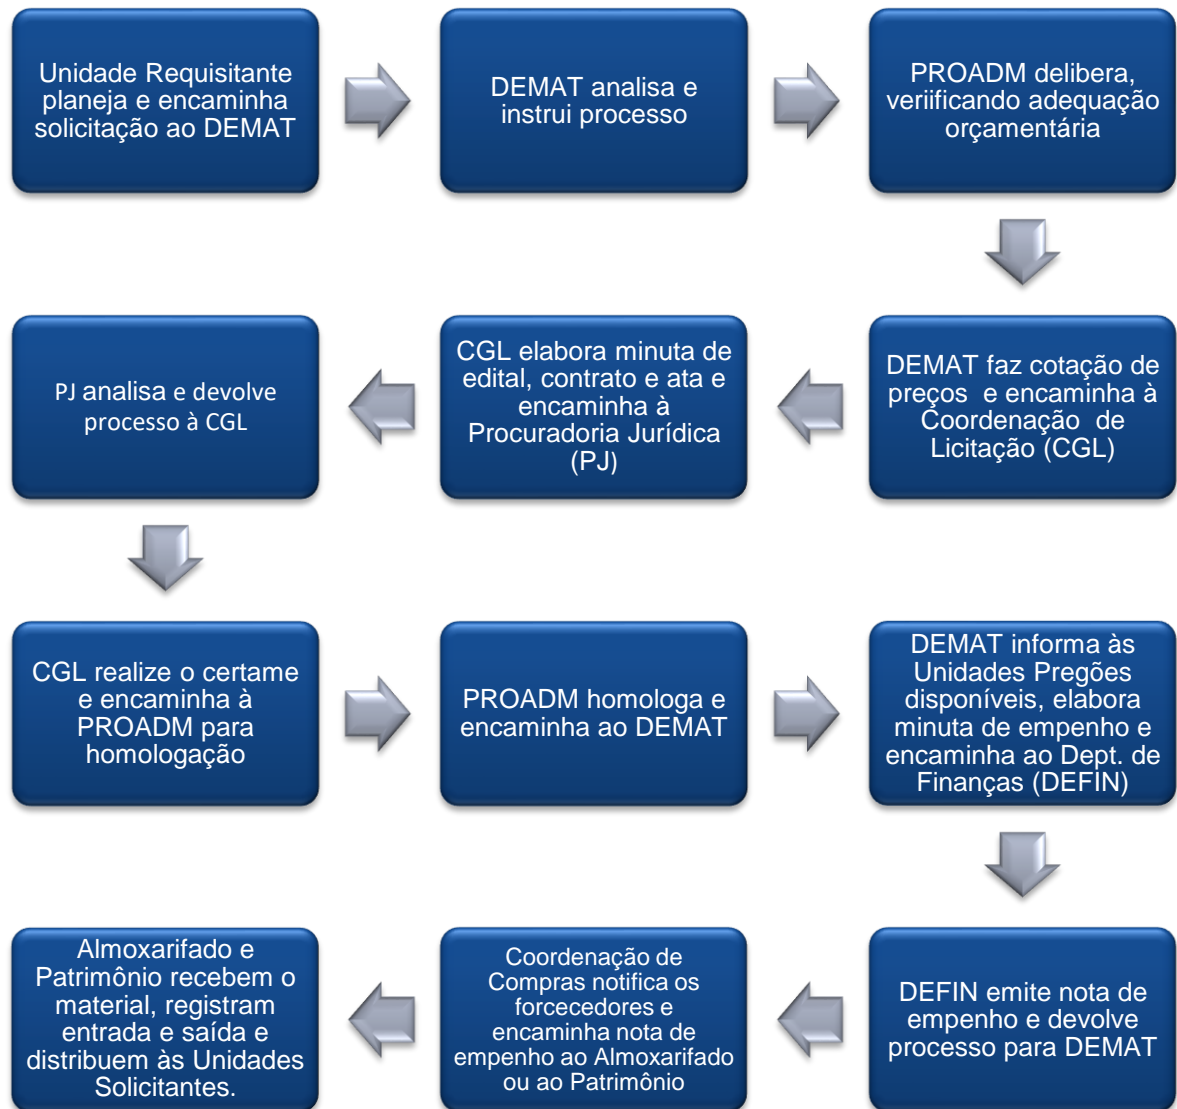 Unidade Requisitante
planeja e encaminha
solicitação ao DEMAT
DEMAT analisa e
instrui processo
PROADM delibera,
veriificando adequação
orçamentária
DEMAT faz cotação de
preços e encaminha à
Coordenação de
Licitação (CGL)
CGL elabora minuta de
edital, contrato e ata e
encaminha à
Procuradoria Jurídica
(PJ)
PJ analisa e devolve
processo à CGL
CGL realize o certame
e encaminha à
PROADM para
homologação
PROADM homologa e
encaminha ao DEMAT
DEMAT informa às
Unidades Pregões
disponíveis, elabora
minuta de empenho e
encaminha ao Dept. de
Finanças (DEFIN)
DEFIN emite nota de
empenho e devolve
processo para DEMAT
Coordenação de
Compras notifica os
forcecedores e
encaminha nota de
empenho ao Almoxarifado
ou ao Patrimônio
Almoxarifado e
Patrimônio recebem o
material, registram
entrada e saída e
distribuem às Unidades
Solicitantes.